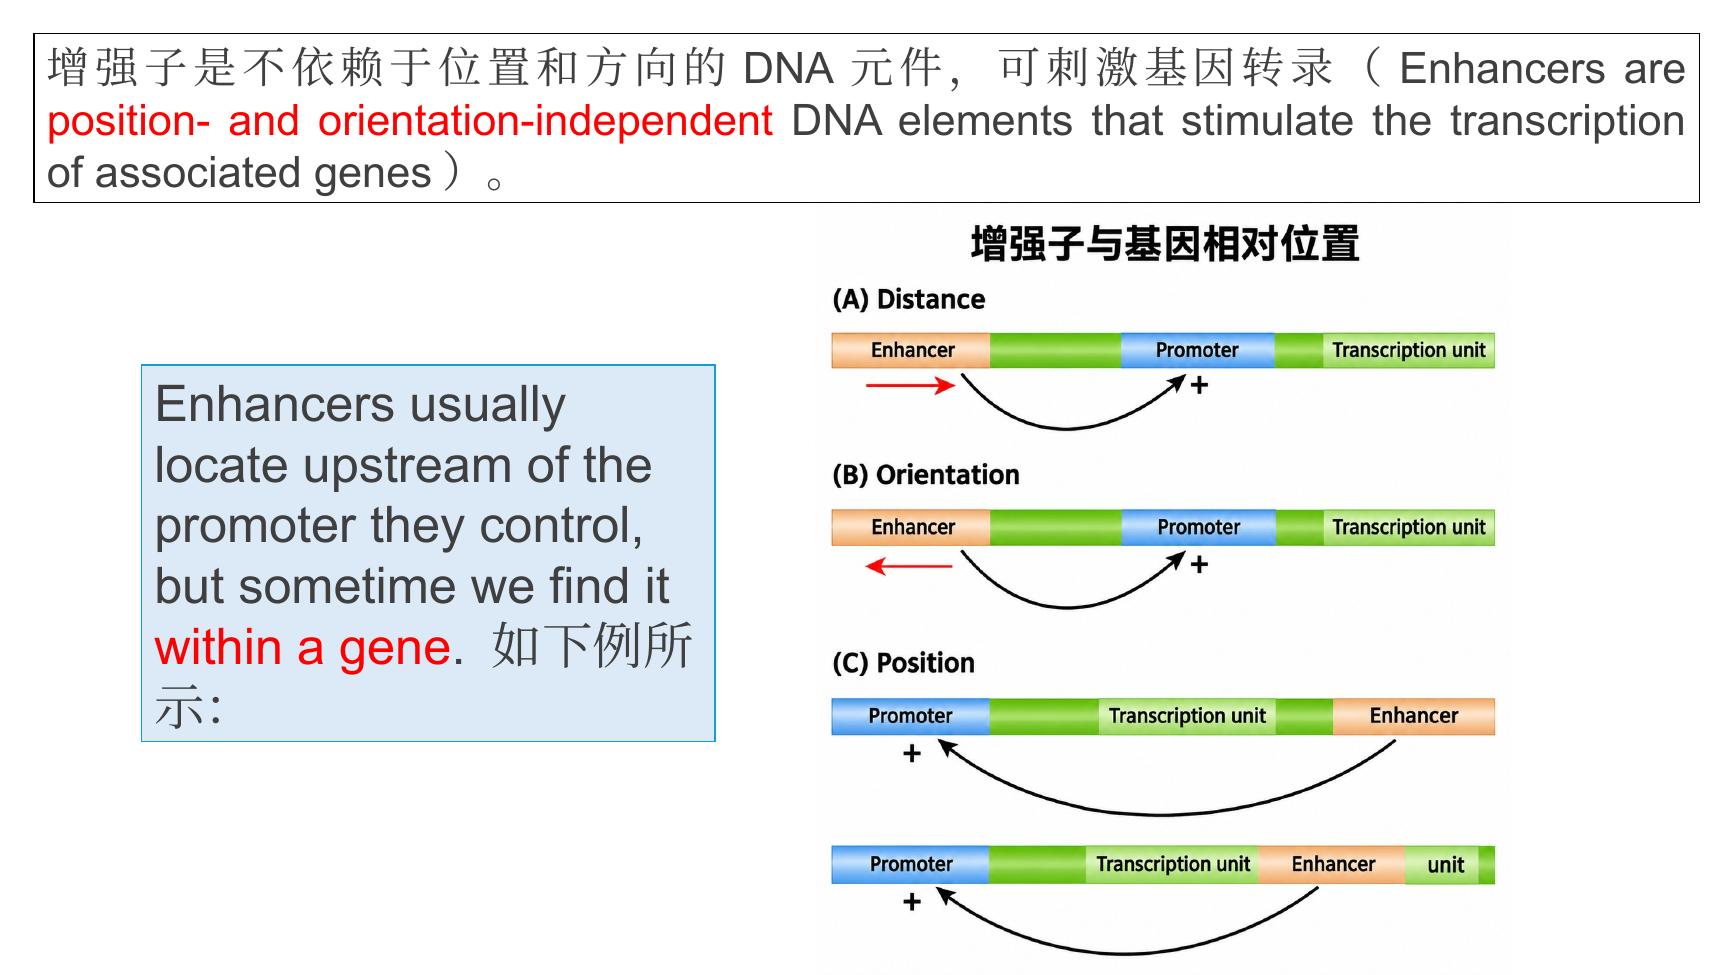 增强子是不依赖于位置和方向的 DNA 元件，可刺激基因转录（ Enhancers are
position- and orientation-independent DNA elements that stimulate the transcription
of associated genes ）。
增强子与基因相对位置
(A) Distance
Enhancer Promoter Transcription unit
+
(B) Orientation
Enhancer Promoter Transcription unit
+
(C) Position
Promoter Transcription unit Enhancer
+
Promoter Transcription unit Enhancer unit
+
Enhancers usually
locate upstream of the
promoter they control,
but sometime we find it
within a gene. 如下例所
示：